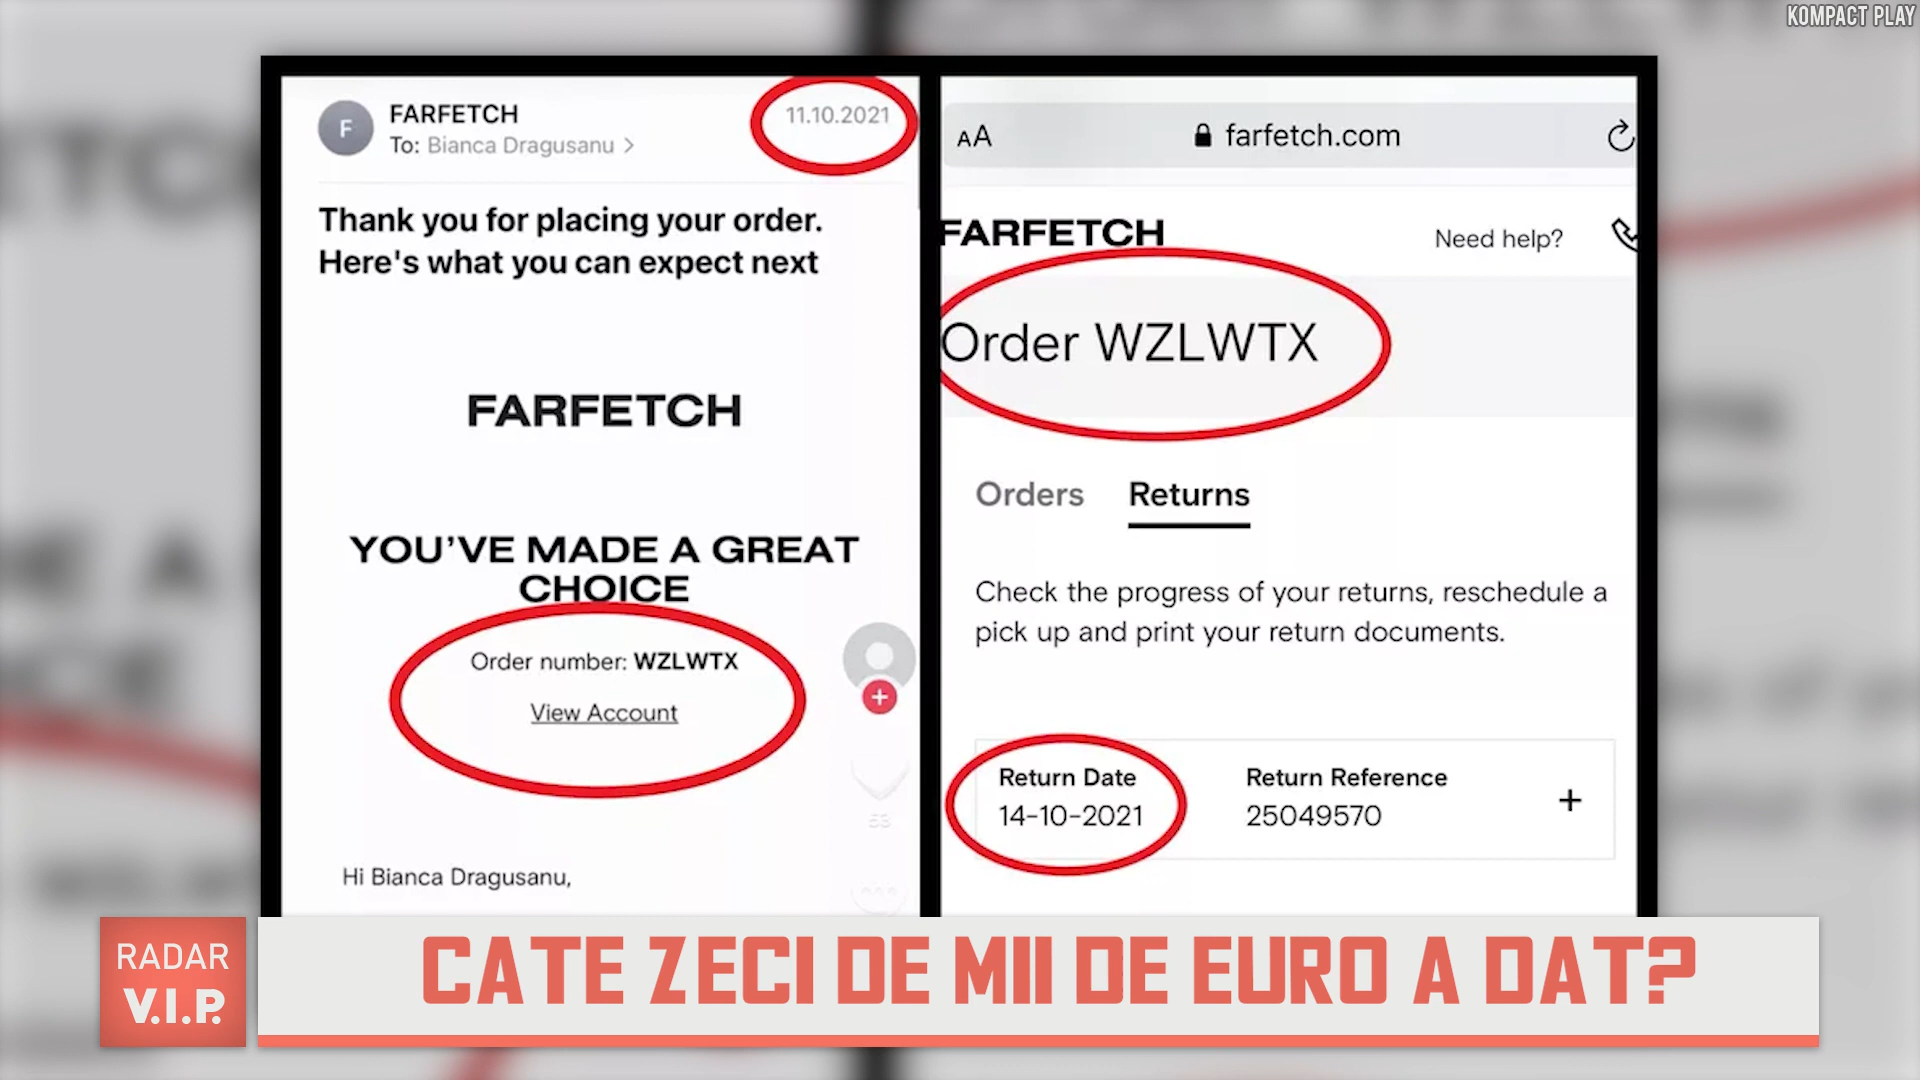 KOMPACT PLAY
F
FARFETCH
11.10.2021
To: Bianca Dragusanu >
Thank you for placing your order.
Here's what you can expect next
FARFETCH
YOU'VE MADE A GREAT
CHOICE
Order number: WZLWTX
View Account
53
Hi Bianca Dragusanu,
AA
farfetch.com
FARFETCH
Need help?
Order WZLWTX
Orders Returns
Check the progress of your returns, reschedule a
pick up and print your return documents.
Return Date Return Reference
14-10-2021 25049570
RADAR
V.I.P.
CATE ZECI DE MII DE EURO A DAT?